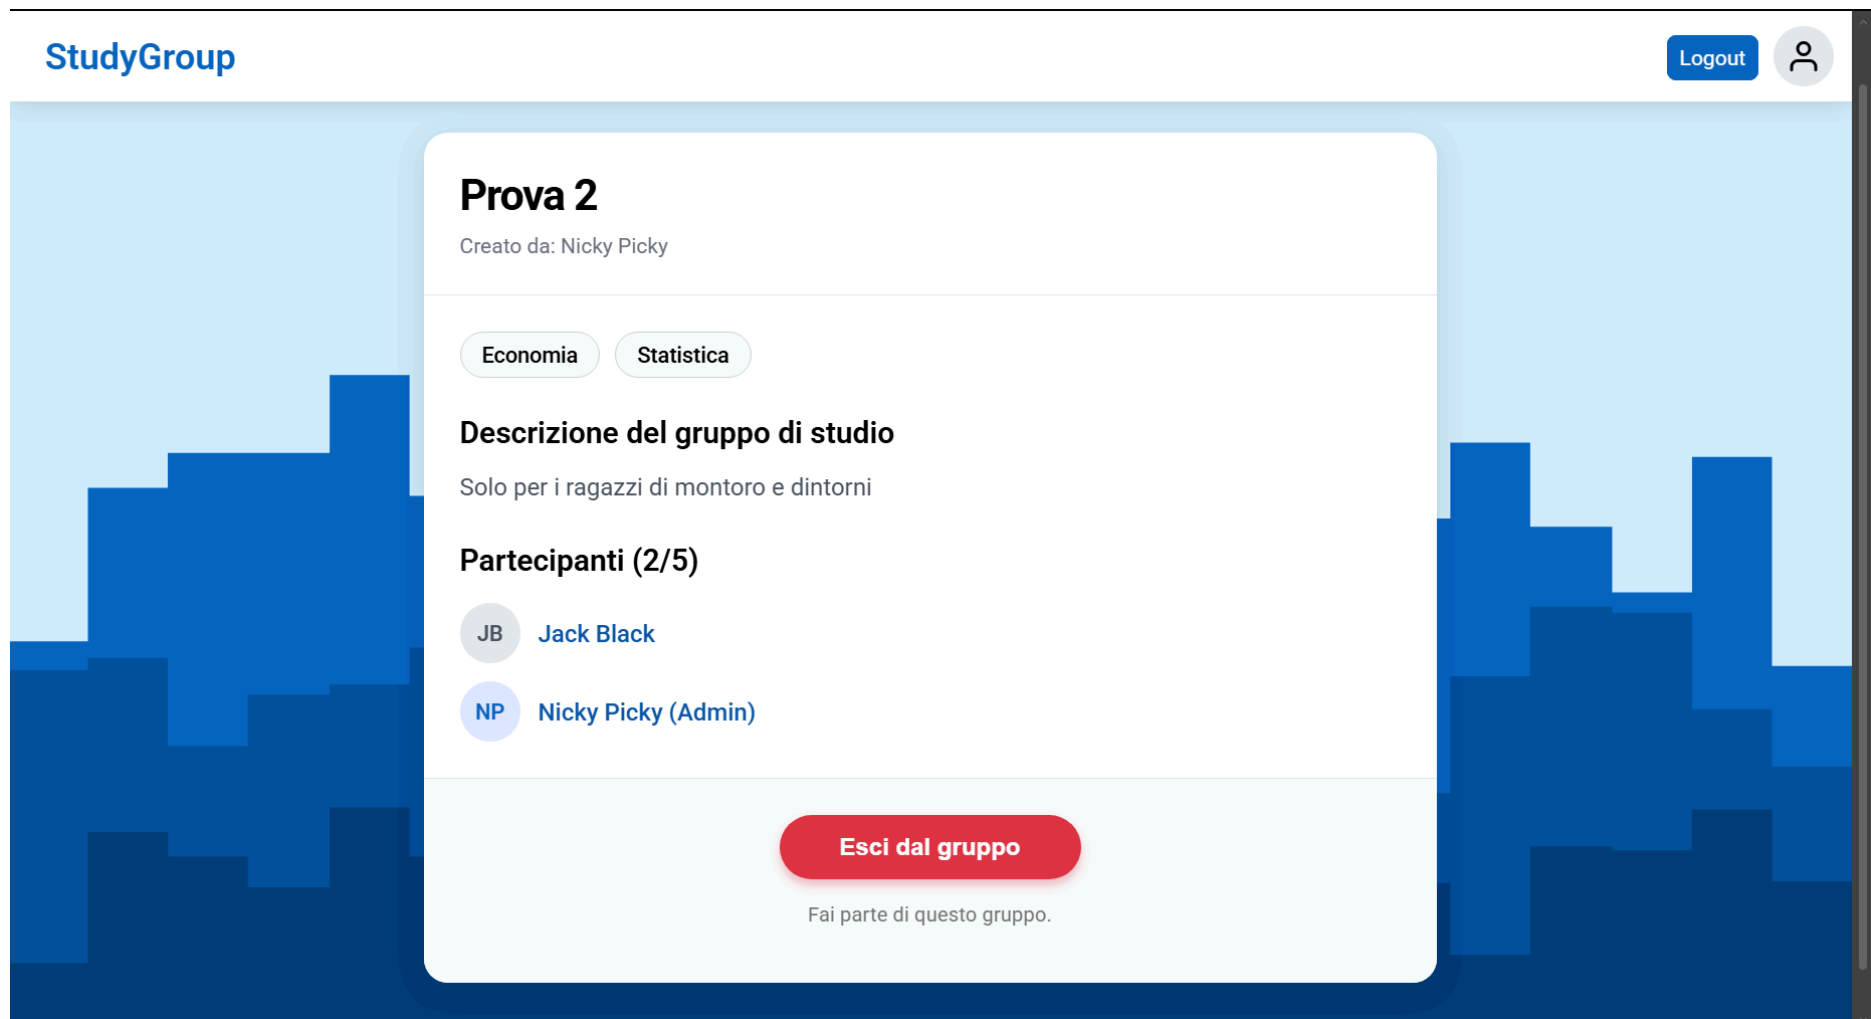 StudyGroup
Logout
Prova 2
Creato da: Nicky Picky
Economia
Statistica
Descrizione del gruppo di studio
Solo per i ragazzi di montoro e dintorni
Partecipanti (2/5)
JB Jack Black
NP Nicky Picky (Admin)
Esci dal gruppo
Fai parte di questo gruppo.